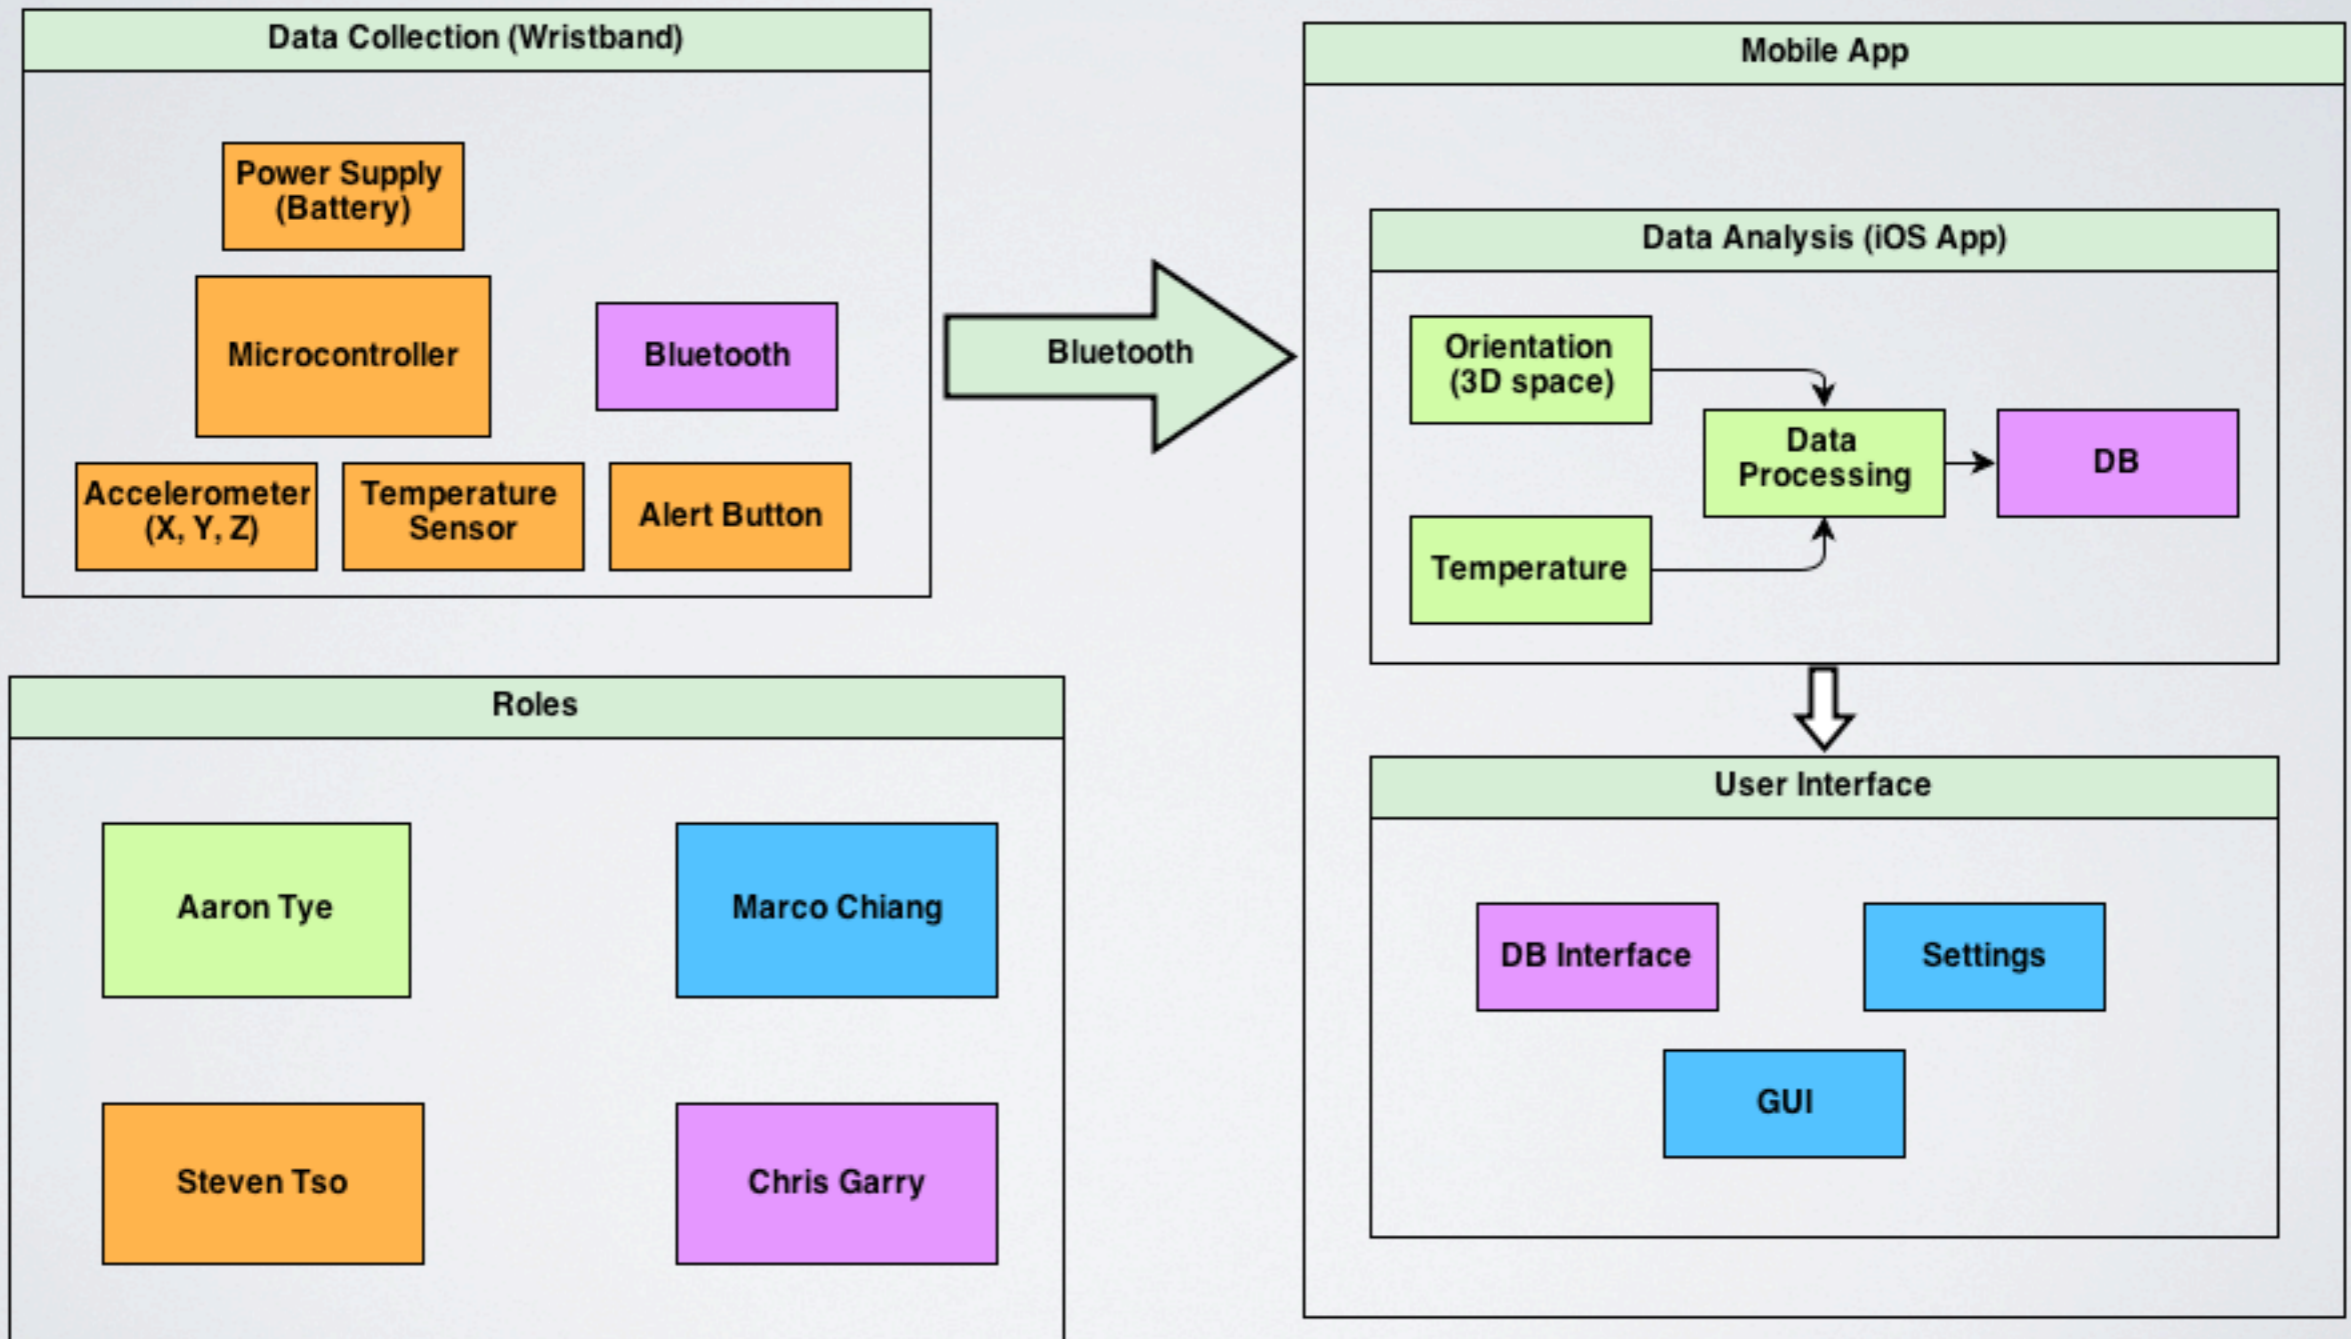 Data Collection (Wristband)
Power Supply
(Battery)
Microcontroller
Bluetooth
Accelerometer
(X, Y, Z)
Temperature
Sensor
Alert Button
Bluetooth
Mobile App
Data Analysis (iOS App)
Orientation
(3D space)
Data
Processing
DB
Temperature
User Interface
DB Interface
Settings
GUI
Roles
Aaron Tye
Marco Chiang
Steven Tso
Chris Garry